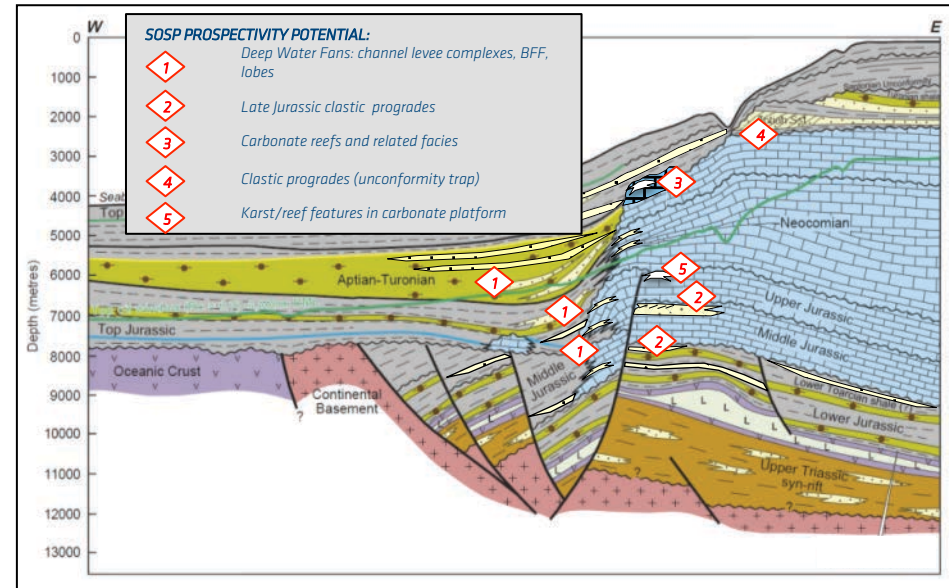 W
E
SOSP PROSPECTIVITY POTENTIAL:
1
Deep Water Fans: channel levee complexes, BFF,
lobes
2
Late Jurassic clastic progrades
3
Carbonate reefs and related facies
4
Clastic progrades (unconformity trap)
5
Karst/reef features in carbonate platform
Depth (metres)
0
1000
2000
3000
4000
5000
6000
7000
8000
9000
10000
11000
12000
13000
Seab
Top
Unconformity
4
3
Neocomian
Aptian-Turonian
1
5
2
1
Upper Jurassic
Top Jurassic
2
1
Middle Jurassic
Oceanic Crust
Middle
Jurassic
Lower Toarcian shale (?)
Continental
Basement
?
Lower Jurassic
Upper Triassic
syn-rift
?
?